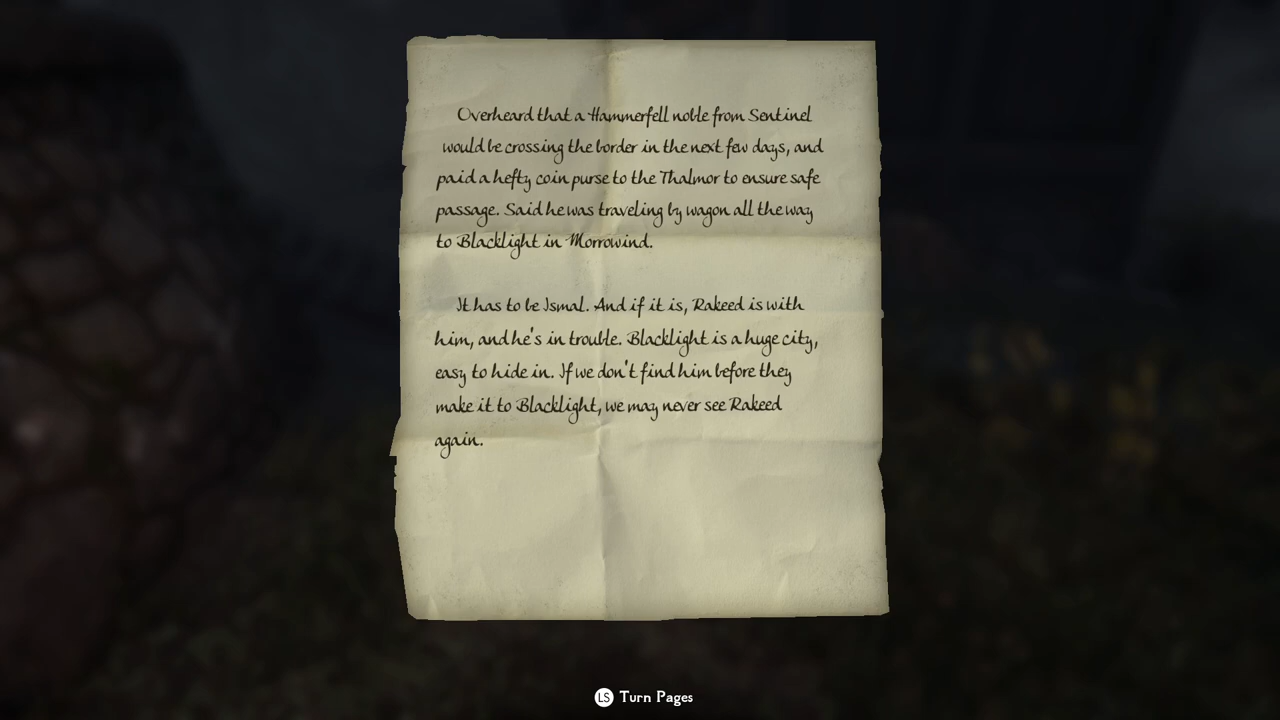 Overheard that a Hammerfell noble from Sentinel
would be crossing the border in the next few days, and
paid a hefty coin purse to the Thalmor to ensure safe
passage. Said he was traveling by wagon all the way
to Blacklight in Morrowind.
It has to be Ismal. And if it is, Rakeed is with
him, and he's in trouble. Blacklight is a huge city,
easy to hide in. If we don't find him before they
make it to Blacklight, we may never see Rakeed
again.
LS Turn Pages